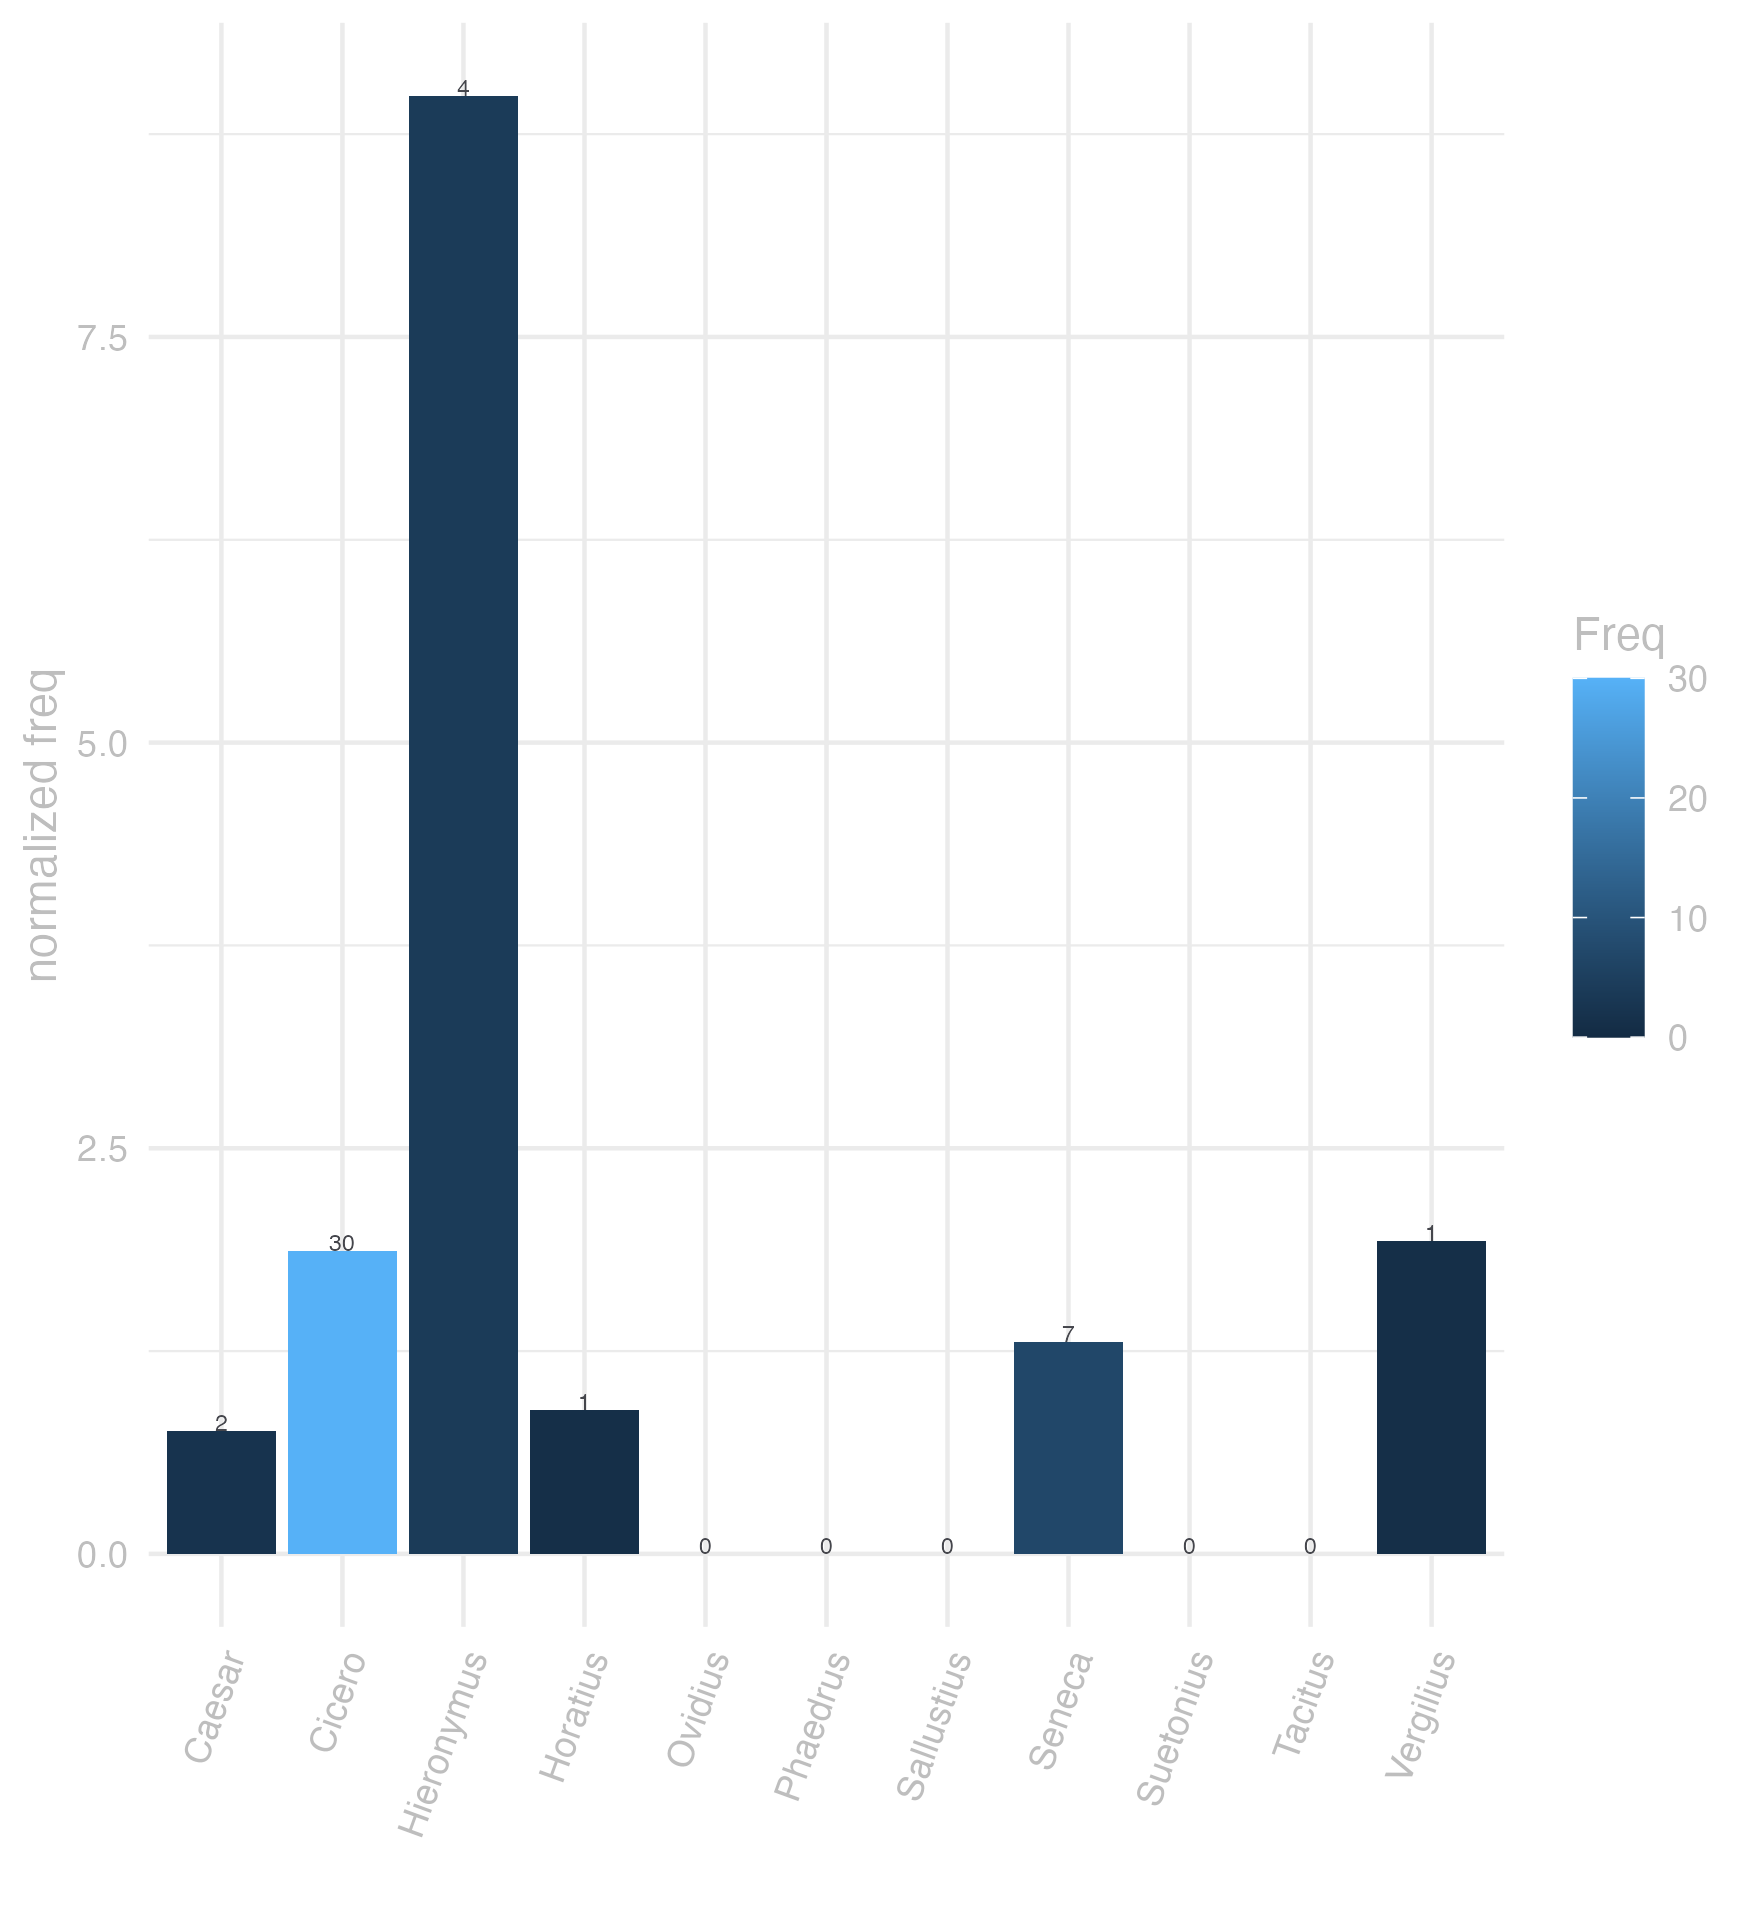 4
7.5
5.0
2.5
0.0
normalized freq
30
2
1
0
0
0
7
0
0
1
Caesar
Cicero
Hieronymus
Horatius
Ovidius
Phaedrus
Sallustius
Seneca
Suetonius
Tacitus
Vergilius
Freq
30
20
10
0